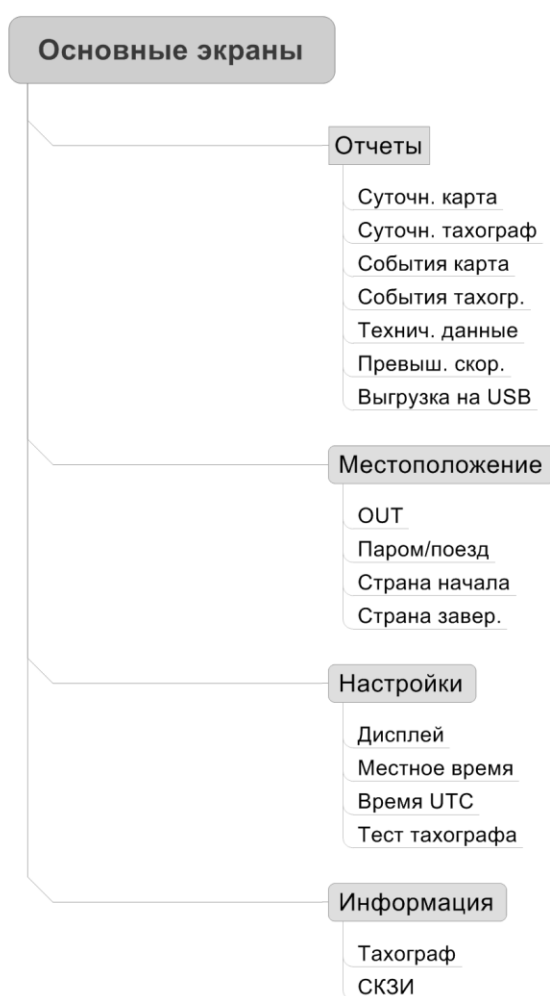 Основные экраны
Отчеты
Суточн. карта
Суточн. тахограф
События карта
События тахогр.
Технич. данные
Превыш. скор.
Выгрузка на USB
Местоположение
OUT
Паром/поезд
Страна начала
Страна завер.
Настройки
Дисплей
Местное время
Время UTC
Тест тахографа
Информация
Тахограф
СКЗИ